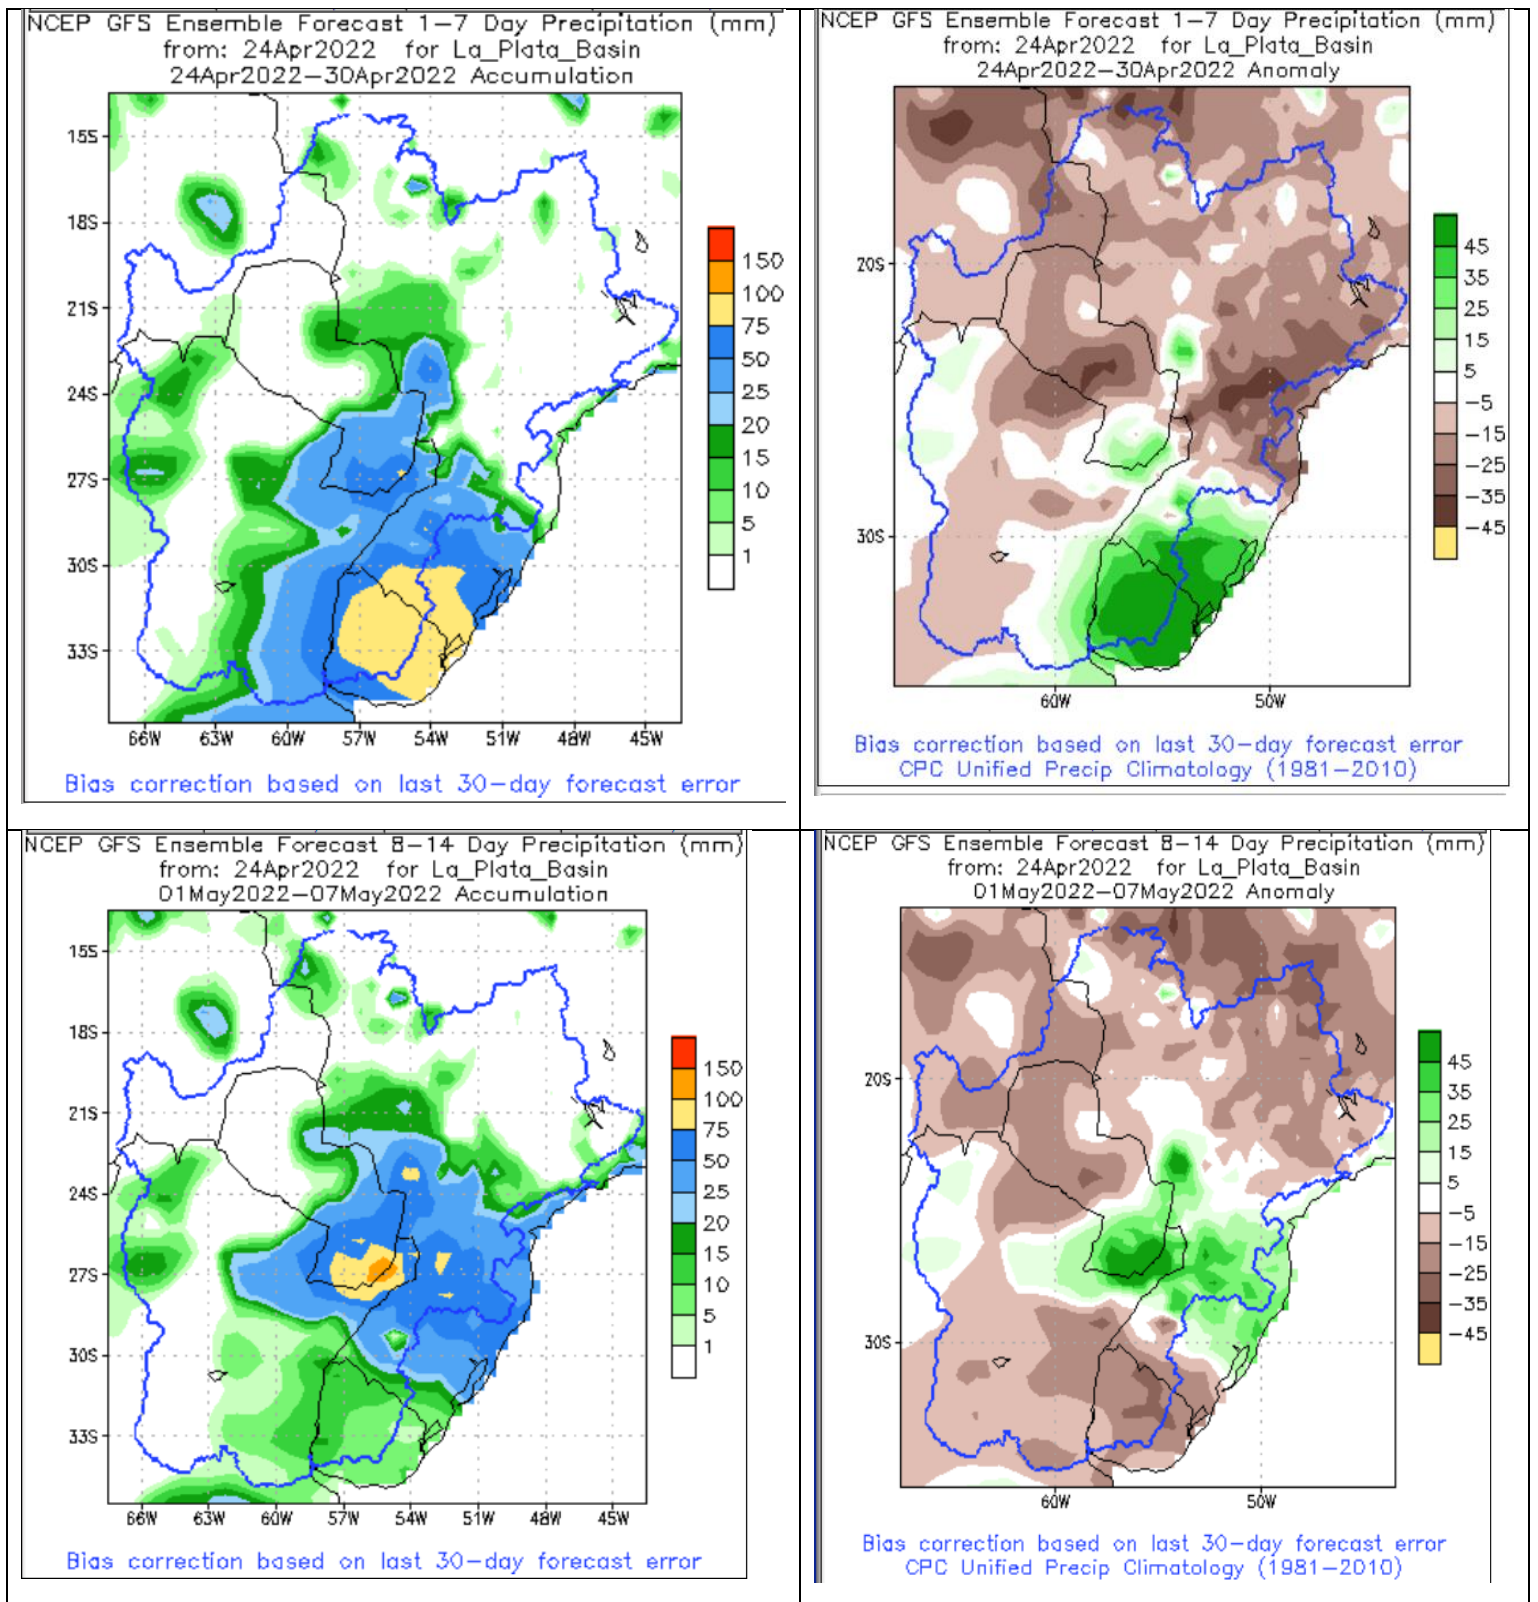 NCEP GFS Ensemble Forecast 1-7 Day Precipitation (mm)
from: 24Apr2022 for La_Plata_Basin
24Apr2022-30Apr2022 Accumulation
15S
18S
21S
24S
27S
30S
33S
66W 63W 60W 57W 54W 51W 48W 45W
150
100
75
50
25
20
15
10
5
1
Bias correction based on last 30-day forecast error
NCEP GFS Ensemble Forecast 1-7 Day Precipitation (mm)
from: 24Apr2022 for La_Plata_Basin
24Apr2022-30Apr2022 Anomaly
20S
30S
60W 50W
45
35
25
15
5
-5
-15
-25
-35
-45
Bias correction based on last 30-day forecast error
CPC Unified Precip Climatology (1981-2010)
NCEP GFS Ensemble Forecast 8-14 Day Precipitation (mm)
from: 24Apr2022 for La_Plata_Basin
01May2022-07May2022 Accumulation
15S
18S
21S
24S
27S
30S
33S
66W 63W 60W 57W 54W 51W 48W 45W
150
100
75
50
25
20
15
10
5
1
Bias correction based on last 30-day forecast error
NCEP GFS Ensemble Forecast 8-14 Day Precipitation (mm)
from: 24Apr2022 for La_Plata_Basin
01May2022-07May2022 Anomaly
20S
30S
60W 50W
45
35
25
15
5
-5
-15
-25
-35
-45
Bias correction based on last 30-day forecast error
CPC Unified Precip Climatology (1981-2010)